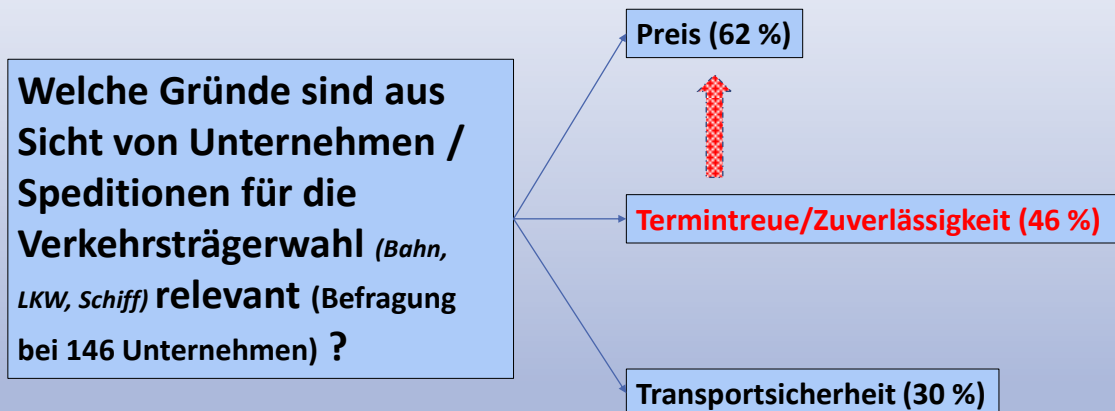 Welche Gründe sind aus
Sicht von Unternehmen /
Speditionen für die
Verkehrsträgerwahl (Bahn,
LKW, Schiff) relevant (Befragung
bei 146 Unternehmen) ?
Preis (62 %)
Termintreue/Zuverlässigkeit (46 %)
Transportsicherheit (30 %)